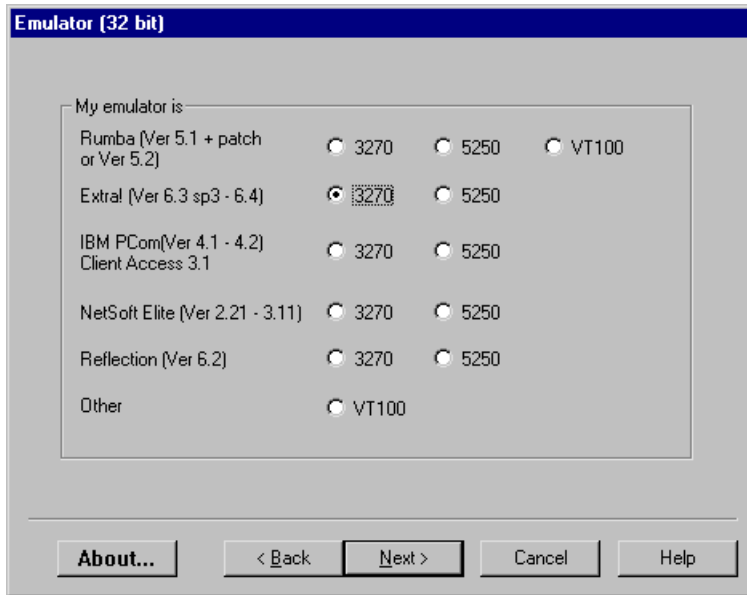 Emulator (32 bit)
My emulator is
Rumba (Ver 5.1 + patch
or Ver 5.2)
3270 5250 VT100
Extra! (Ver 6.3 sp3 - 6.4) 3270 5250
IBM PCom(Ver 4.1 - 4.2)
Client Access 3.1
3270 5250
NetSoft Elite (Ver 2.21 - 3.11) 3270 5250
Reflection (Ver 6.2) 3270 5250
Other VT100
About... < Back Next > Cancel Help